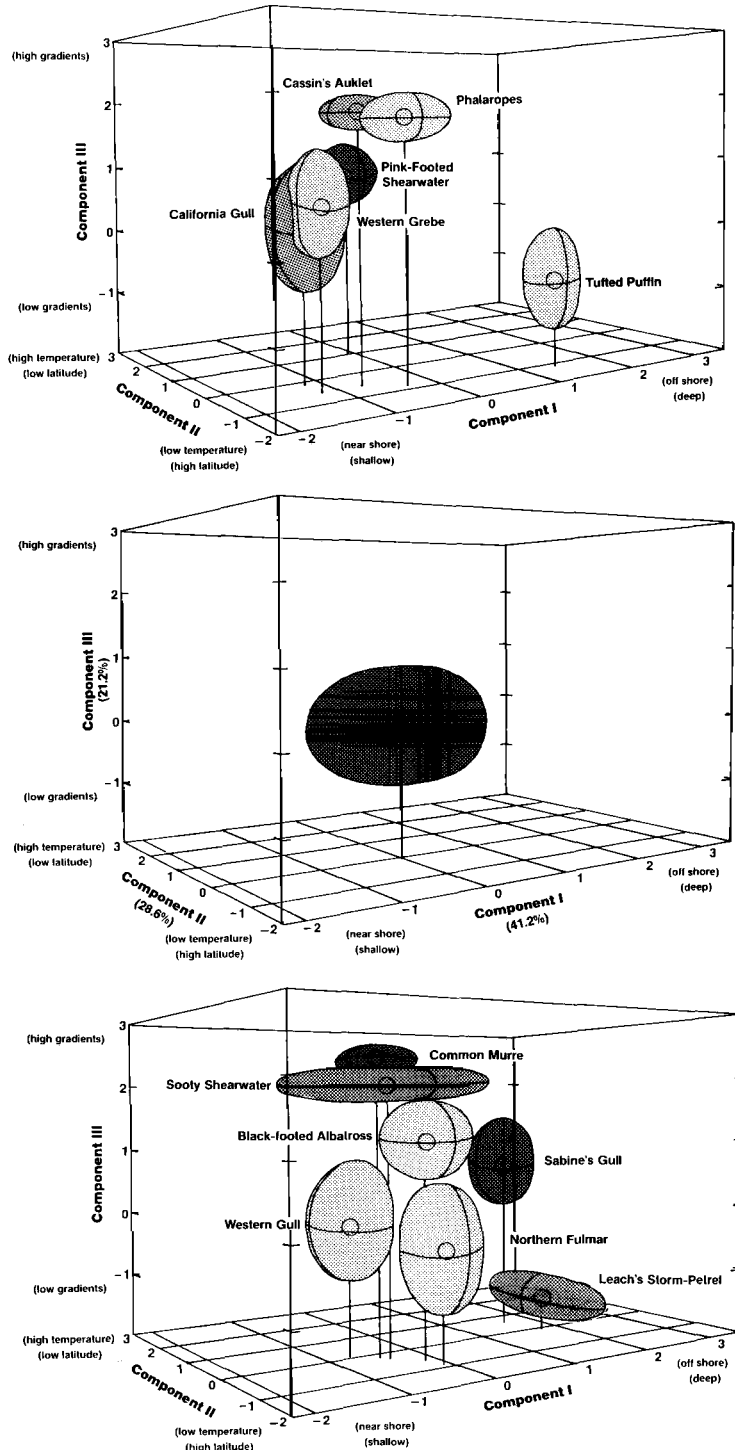 3
(high gradients)
Cassin's Auklet
Phalaropes
2
Component III
1
Pink-Footed
Shearwater
California Gull
Western Grebe
0
Tufted Puffin
−1
(low gradients)
(high temperature) 3
(low latitude)
2
1
0
−1
−2
Component II
(low temperature)
(high latitude)
−2
−1
0
1
2
3
Component I
(near shore)
(shallow)
(off shore)
(deep)
3
(high gradients)
2
Component III
(21.2%)
1
0
−1
(low gradients)
(high temperature) 3
(low latitude)
2
1
0
−1
−2
Component II
(28.6%)
(low temperature)
(high latitude)
−2
−1
0
1
2
3
Component I
(41.2%)
(near shore)
(shallow)
(off shore)
(deep)
3
(high gradients)
Common Murre
2
Sooty Shearwater
Component III
Black-footed Albatross
1
Sabine's Gull
Western Gull
0
Northern Fulmar
Leach's Storm-Petrel
−1
(low gradients)
(high temperature) 3
(low latitude)
2
1
0
−1
−2
Component II
(low temperature)
(high latitude)
−2
−1
0
1
2
3
Component I
(near shore)
(shallow)
(off shore)
(deep)